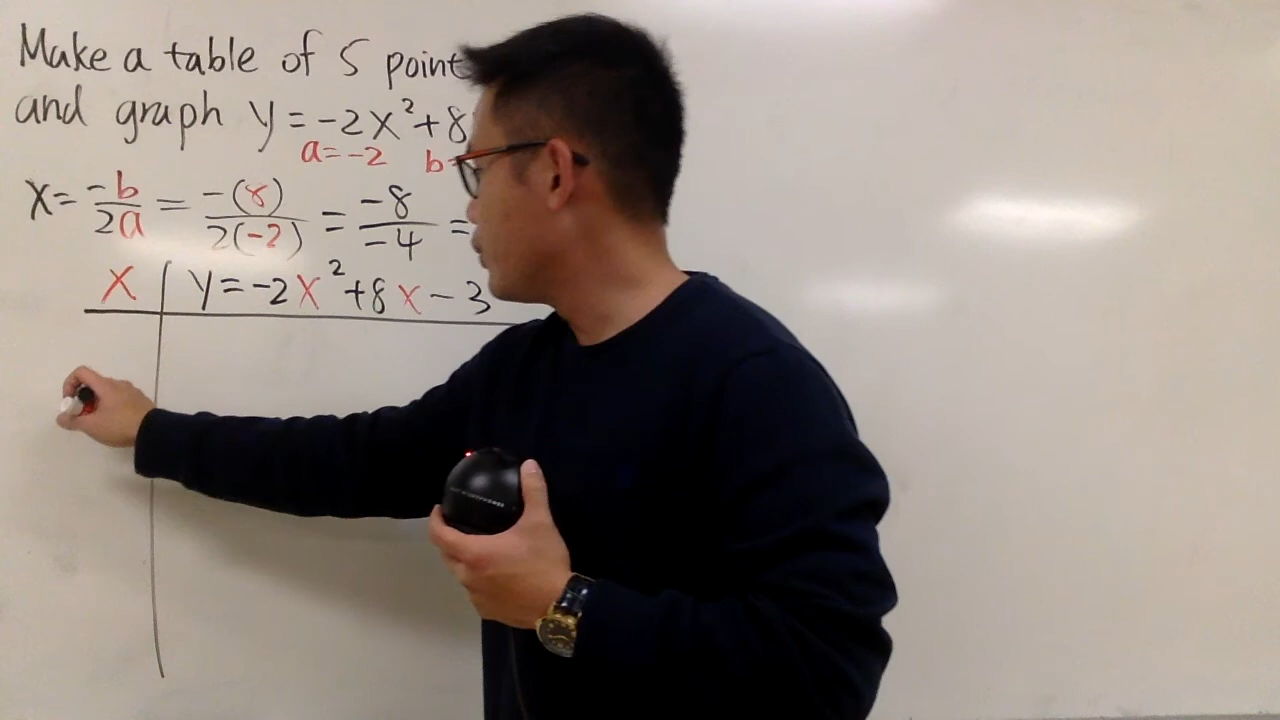 Make a table of 5 point
and graph y = -2x² + 8
a = -2 b
x = -b/2a = -(8)/2(-2) = -8/-4 =
x | y = -2x² + 8x - 3